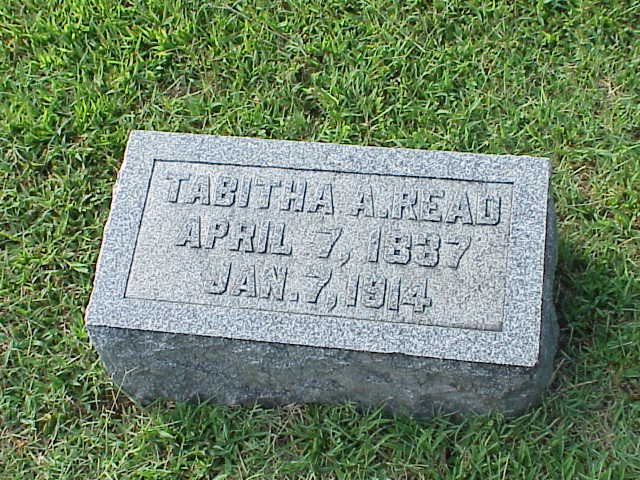 TABITHA A. READ
APRIL 7, 1837
JAN. 7, 1914